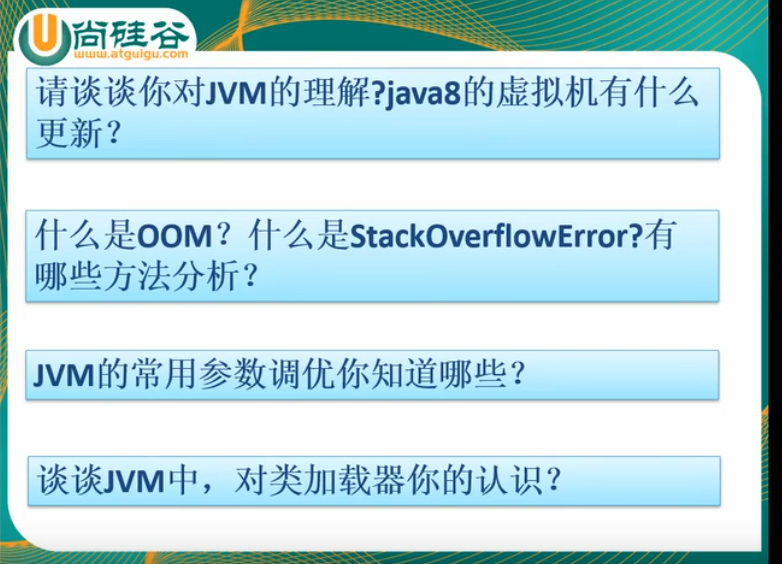 尚硅谷
www.atguigu.com
请谈谈你对JVM的理解?java8的虚拟机有什么
更新？
什么是OOM？什么是StackOverflowError?有
哪些方法分析？
JVM的常用参数调优你知道哪些？
谈谈JVM中，对类加载器你的认识？